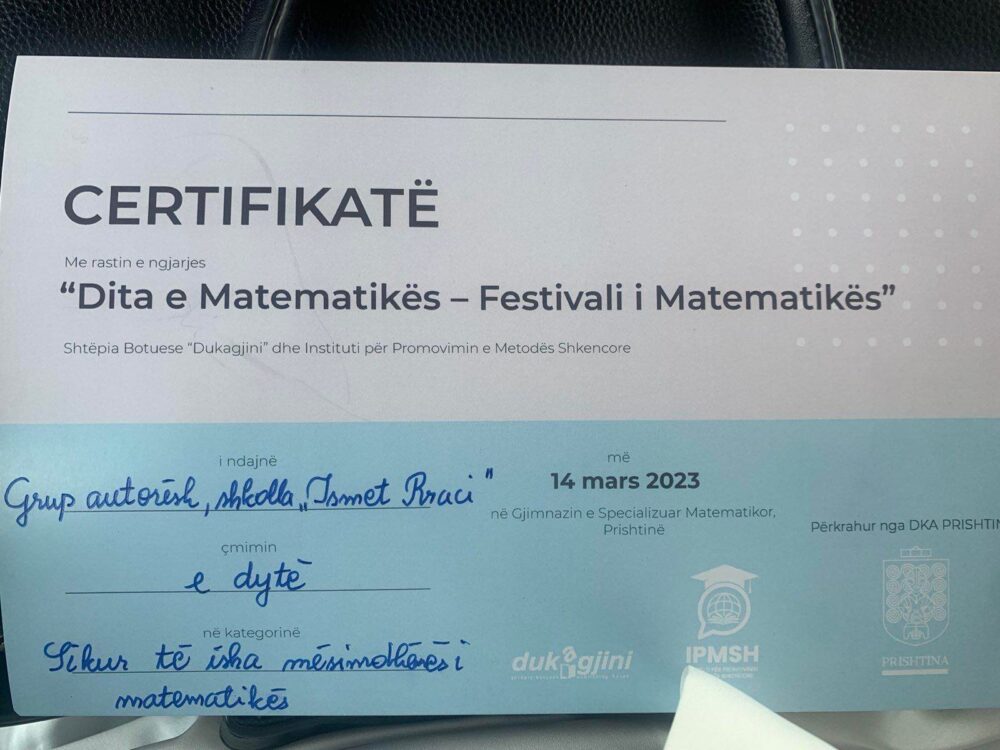 CERTIFIKATË
Me rastin e ngjarjes
“Dita e Matematikës – Festivali i Matematikës”
Shtëpia Botuese “Dukagjini” dhe Instituti për Promovimin e Metodës Shkencore
i ndajnë
Grup autorësh, shkolla „Ismet Rraci”
çmimin
e dytë
në kategorinë
Sikur të isha mësimdhënësi
matematikës
më
14 mars 2023
në Gjimnazin e Specializuar Matematikor,
Prishtinë
Përkrahur nga DKA PRISHTIN
dukagjini
IPMSH
PRISHTINA